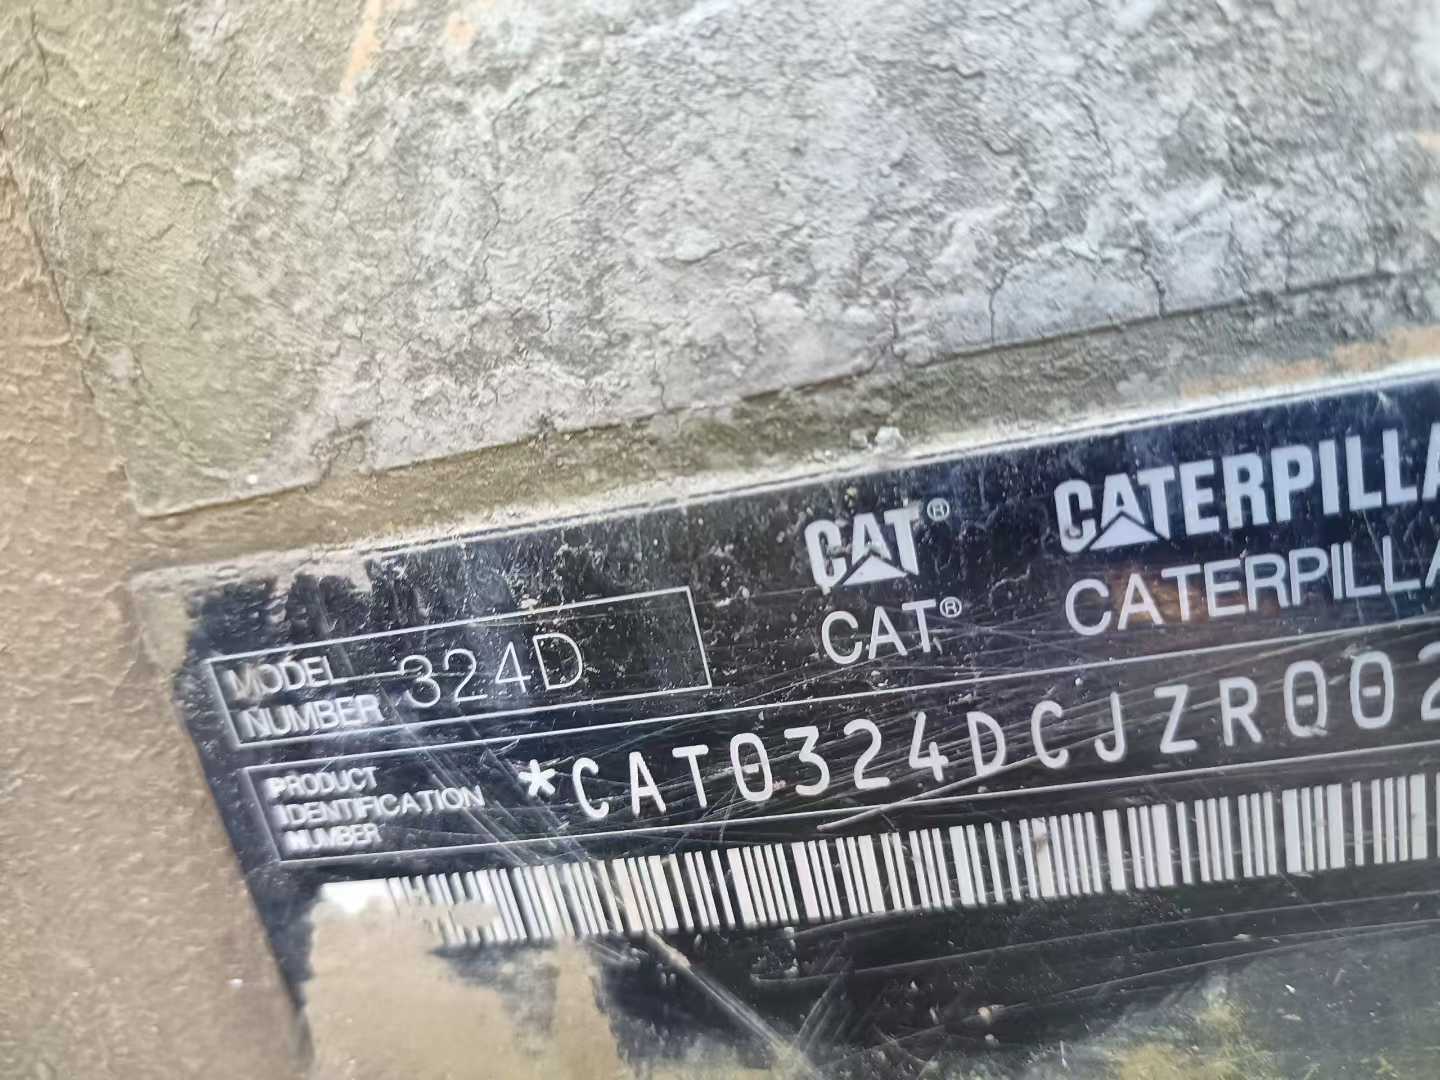 CAT® CATERPILLA
CAT® CATERPILLA
MODEL NUMBER 324D
PRODUCT IDENTIFICATION NUMBER *CAT0324DCJZR002